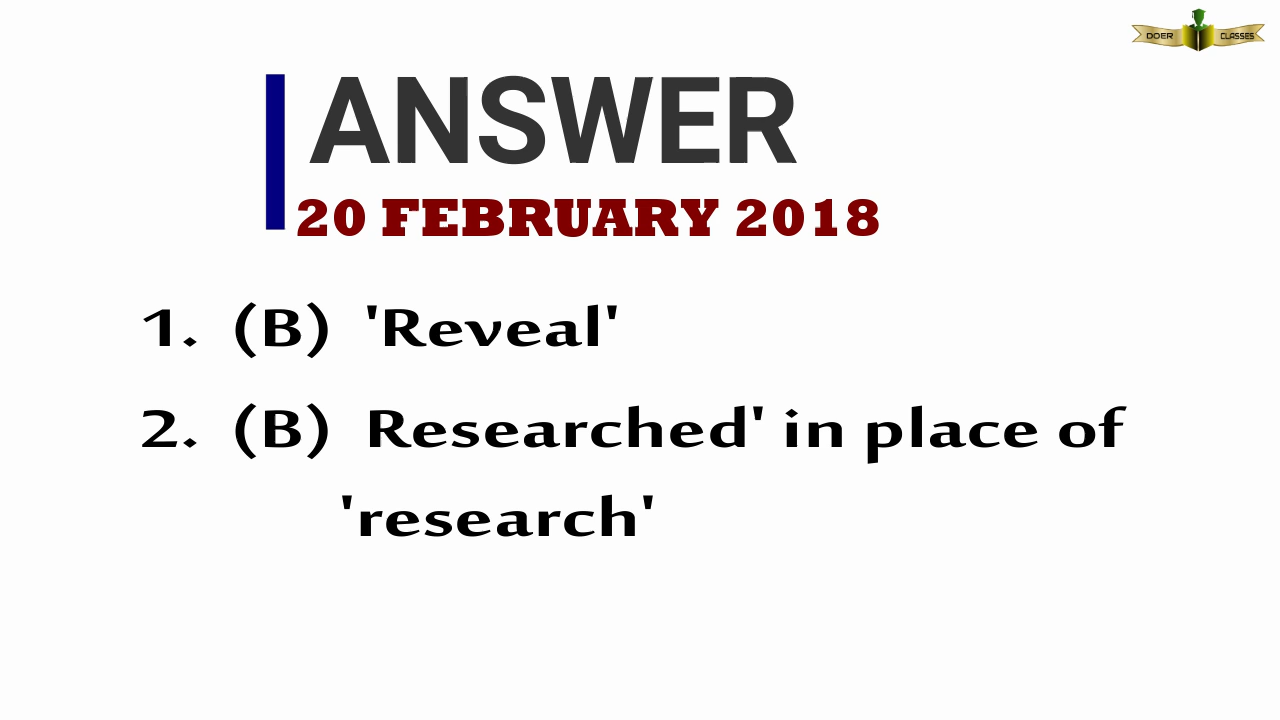 DOER CLASSES
ANSWER
20 FEBRUARY 2018
1. (B) 'Reveal'
2. (B) Researched' in place of
'research'